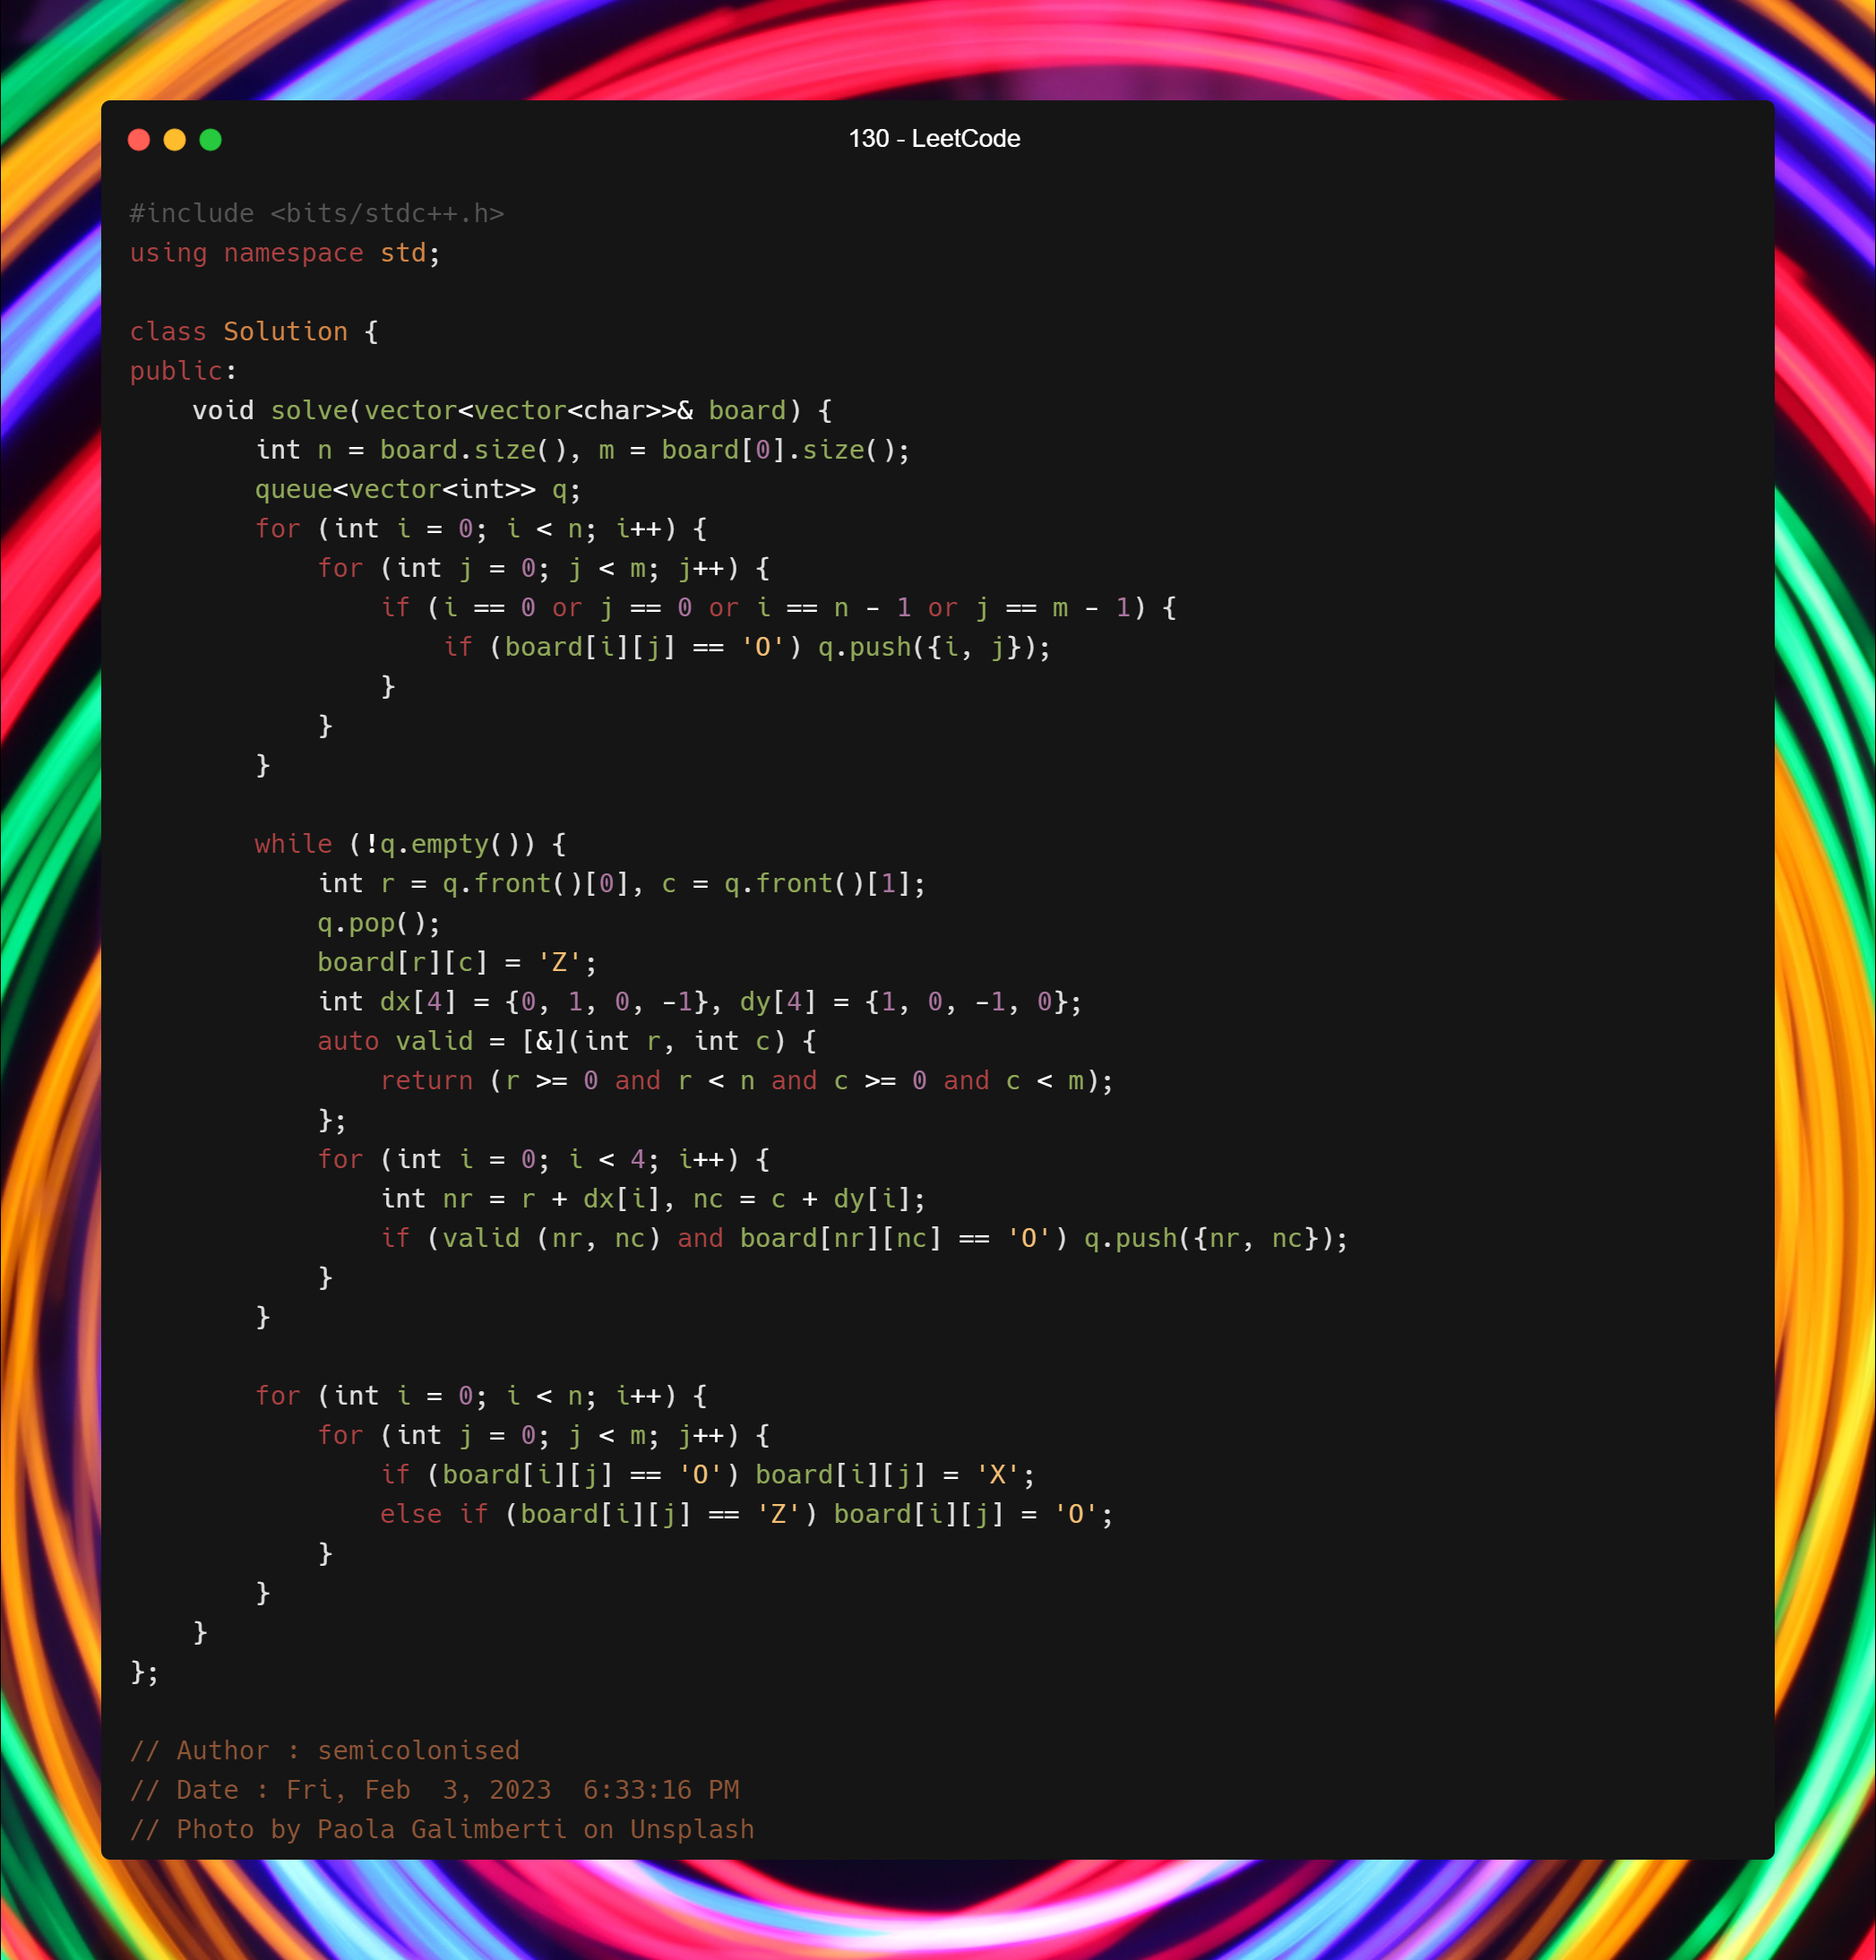 130 - LeetCode
#include <bits/stdc++.h>
using namespace std;

class Solution {
public:
    void solve(vector<vector<char>>& board) {
        int n = board.size(), m = board[0].size();
        queue<vector<int>> q;
        for (int i = 0; i < n; i++) {
            for (int j = 0; j < m; j++) {
                if (i == 0 or j == 0 or i == n - 1 or j == m - 1) {
                    if (board[i][j] == 'O') q.push({i, j});
                }
            }
        }

        while (!q.empty()) {
            int r = q.front()[0], c = q.front()[1];
            q.pop();
            board[r][c] = 'Z';
            int dx[4] = {0, 1, 0, -1}, dy[4] = {1, 0, -1, 0};
            auto valid = [&](int r, int c) {
                return (r >= 0 and r < n and c >= 0 and c < m);
            };
            for (int i = 0; i < 4; i++) {
                int nr = r + dx[i], nc = c + dy[i];
                if (valid (nr, nc) and board[nr][nc] == 'O') q.push({nr, nc});
            }
        }

        for (int i = 0; i < n; i++) {
            for (int j = 0; j < m; j++) {
                if (board[i][j] == 'O') board[i][j] = 'X';
                else if (board[i][j] == 'Z') board[i][j] = 'O';
            }
        }
    }
};

// Author : semicolonised
// Date : Fri, Feb  3, 2023  6:33:16 PM
// Photo by Paola Galimberti on Unsplash